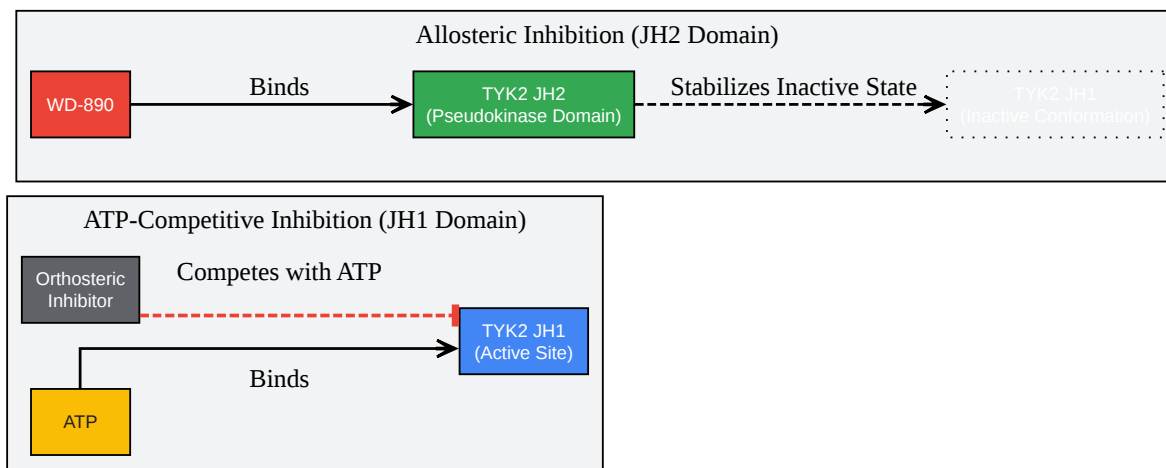 Allosteric Inhibition (JH2 Domain)
WD-890
Binds
TYK2 JH2
(Pseudokinase Domain)
Stabilizes Inactive State
TYK2 JH1
(Inactive Conformation)
ATP-Competitive Inhibition (JH1 Domain)
Orthosteric
Inhibitor
Competes with ATP
TYK2 JH1
(Active Site)
Binds
ATP